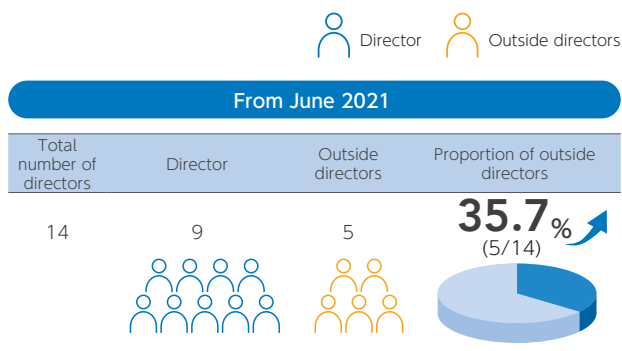 Director
Outside directors
From June 2021
Total
number of
directors
Director
Outside
directors
Proportion of outside
directors
14
9
5
35.7%
(5/14)